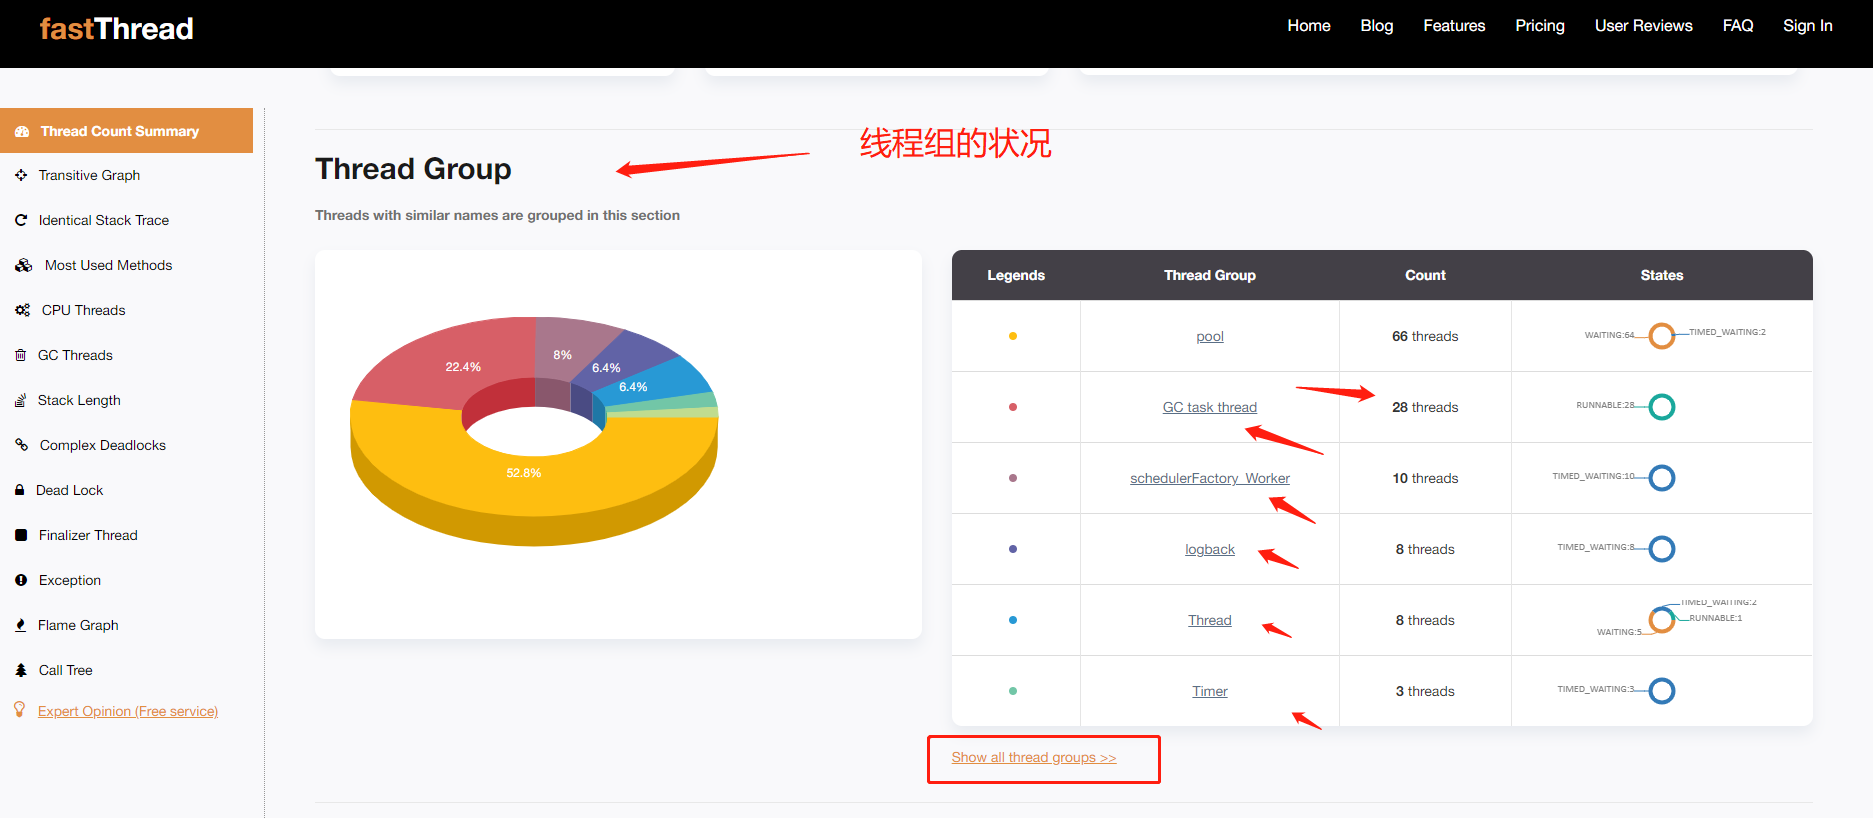 fastThread
Home Blog Features Pricing User Reviews FAQ Sign In
Thread Count Summary
Transitive Graph
Identical Stack Trace
Most Used Methods
CPU Threads
GC Threads
Stack Length
Complex Deadlocks
Dead Lock
Finalizer Thread
Exception
Flame Graph
Call Tree
Expert Opinion (Free service)
线程组的状况
Thread Group
Threads with similar names are grouped in this section
22.4%
8%
6.4%
6.4%
52.8%
Legends Thread Group Count States
pool 66 threads WAITING:64 TIMED_WAITING:2
GC task thread 28 threads RUNNABLE:28
schedulerFactory_Worker 10 threads TIMED_WAITING:10
logback 8 threads TIMED_WAITING:8
Thread 8 threads TIMED_WAITING:2 RUNNABLE:1 WAITING:5
Timer 3 threads TIMED_WAITING:3
Show all thread groups >>